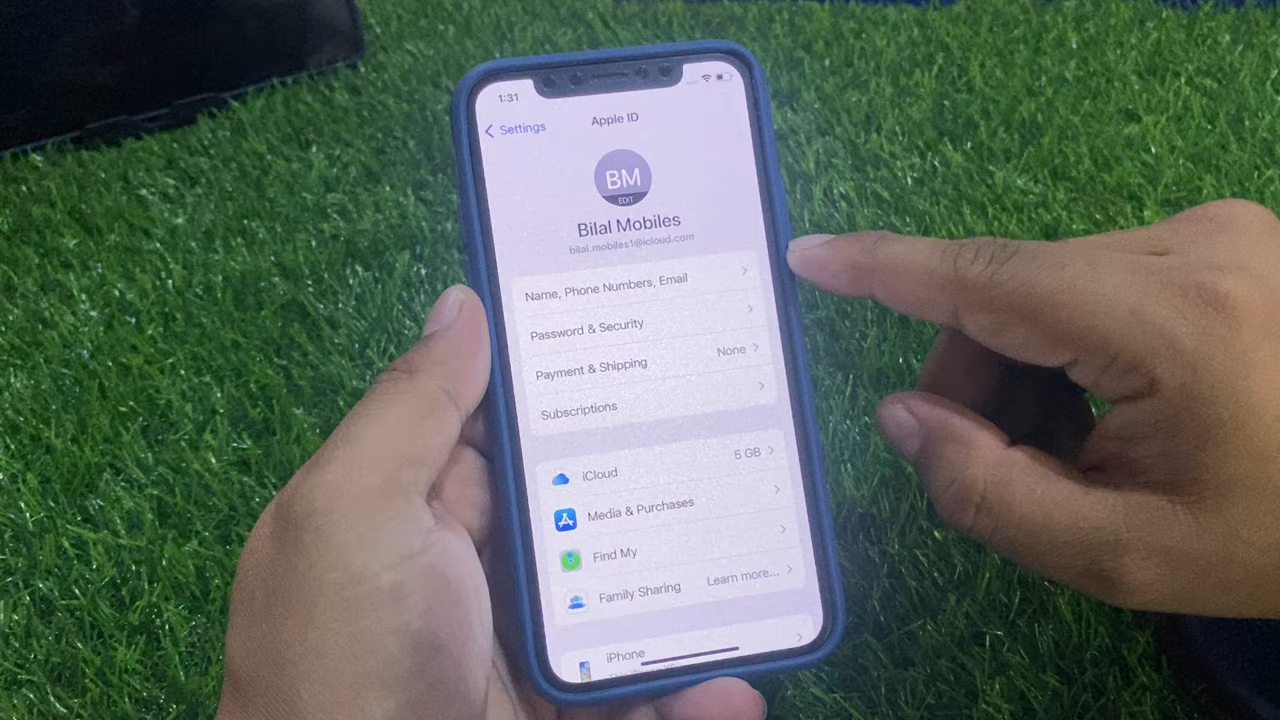 1:31
Settings
Apple ID
BM
EDIT
Bilal Mobiles
bilal.mobiles1@icloud.com
Name, Phone Numbers, Email
Password & Security
Payment & Shipping None
Subscriptions
iCloud 5 GB
Media & Purchases
Find My
Family Sharing Learn more...
iPhone